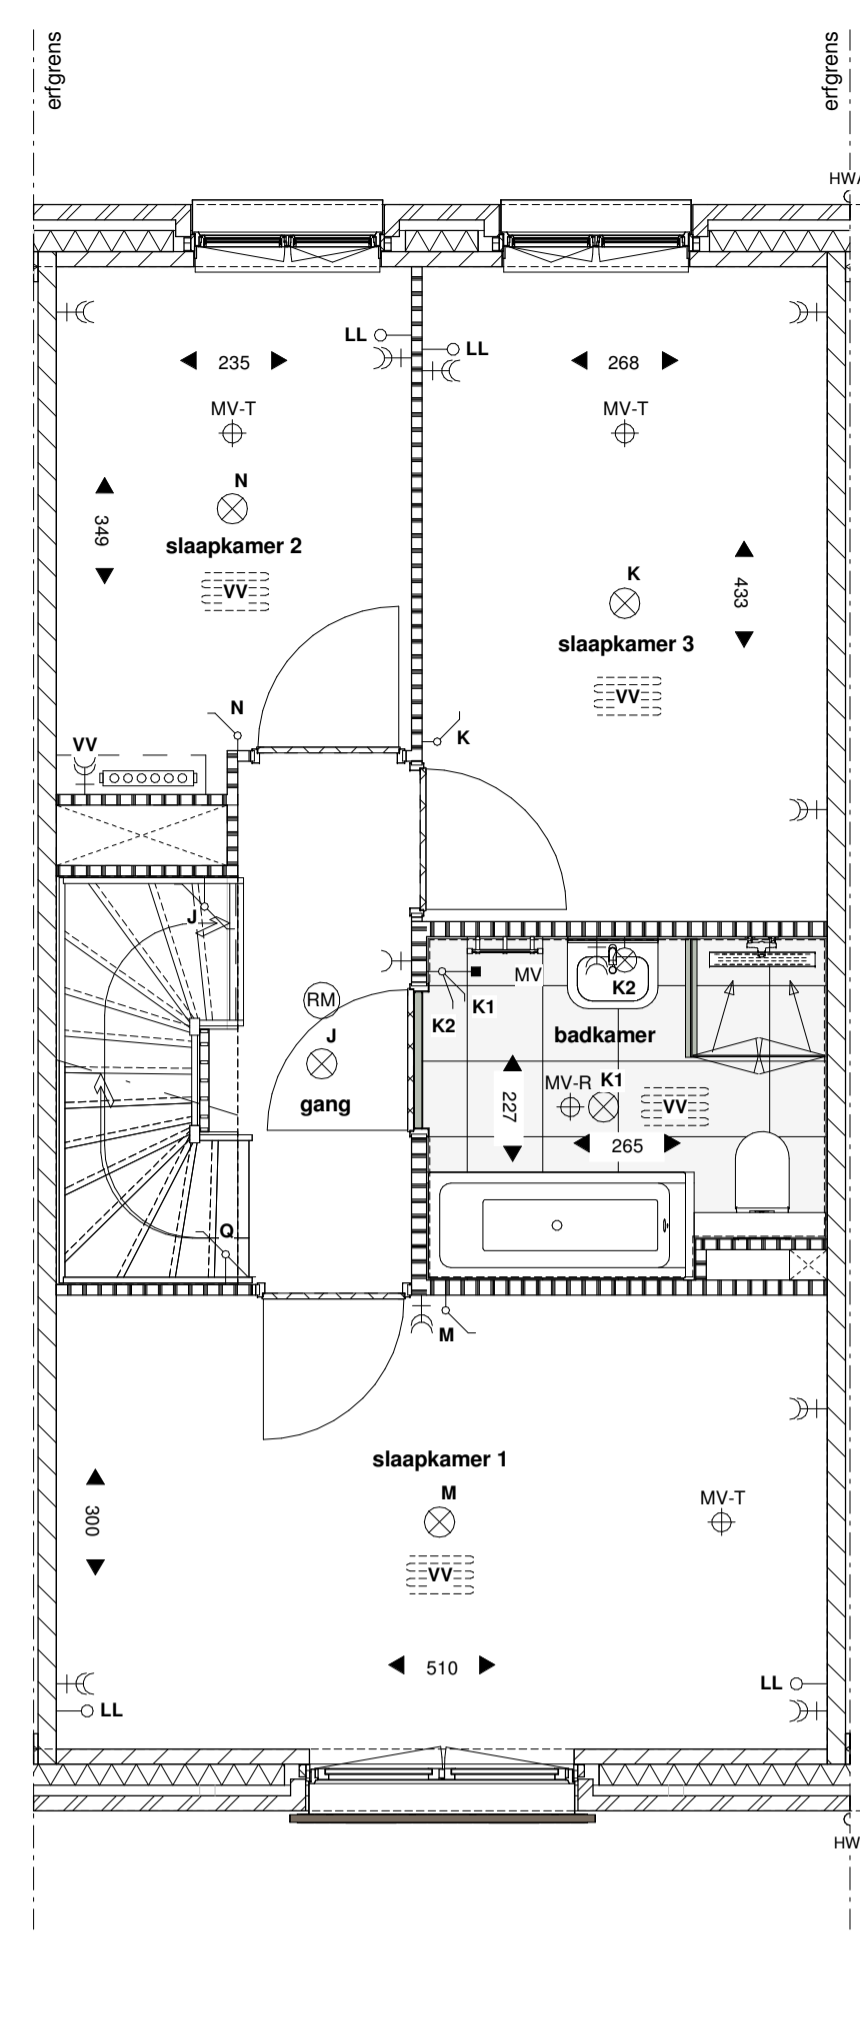 erfgrens
erfgrens
HWA
LL
LL
235
268
MV-T
MV-T
N
slaapkamer 2
349
VV
K
433
slaapkamer 3
VV
N
K
VV
J
MV
K2
K1
K2
RM
J
badkamer
gang
MV-R
K1
VV
227
265
Q
M
slaapkamer 1
M
MV-T
300
VV
510
LL
LL
HW